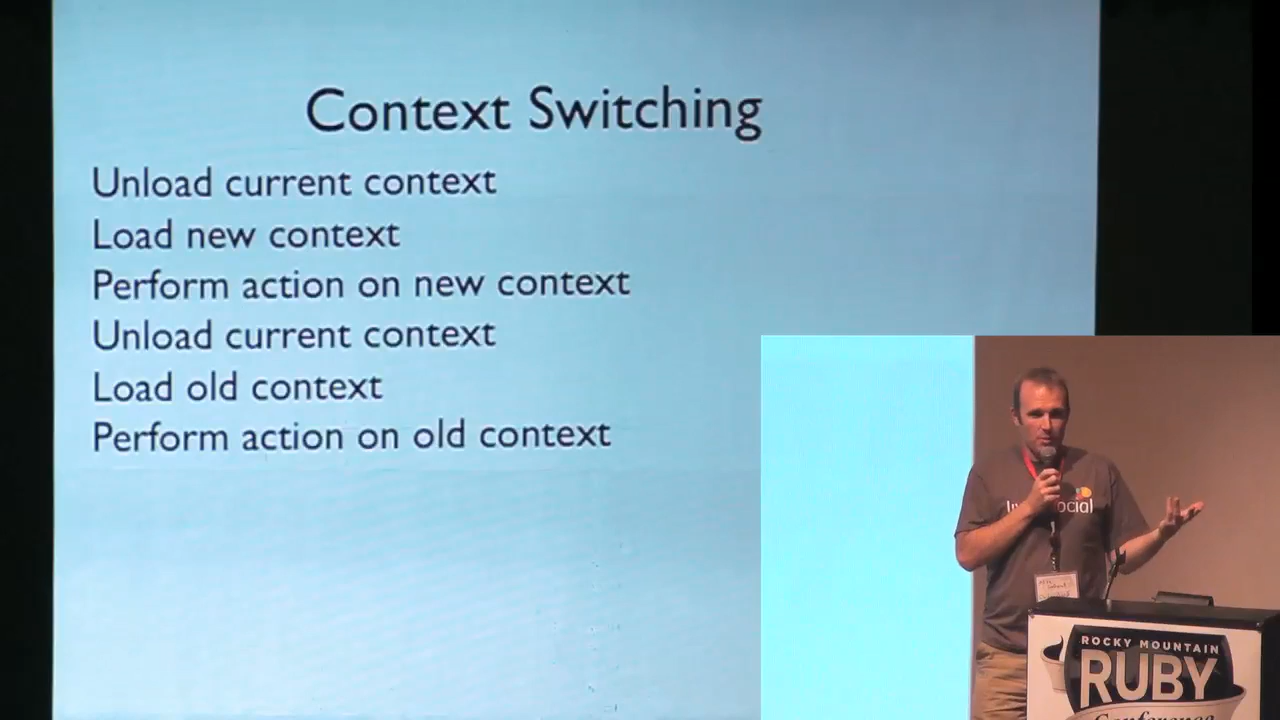 Context Switching
Unload current context
Load new context
Perform action on new context
Unload current context
Load old context
Perform action on old context
ROCKY MOUNTAIN
RUBY
Conference